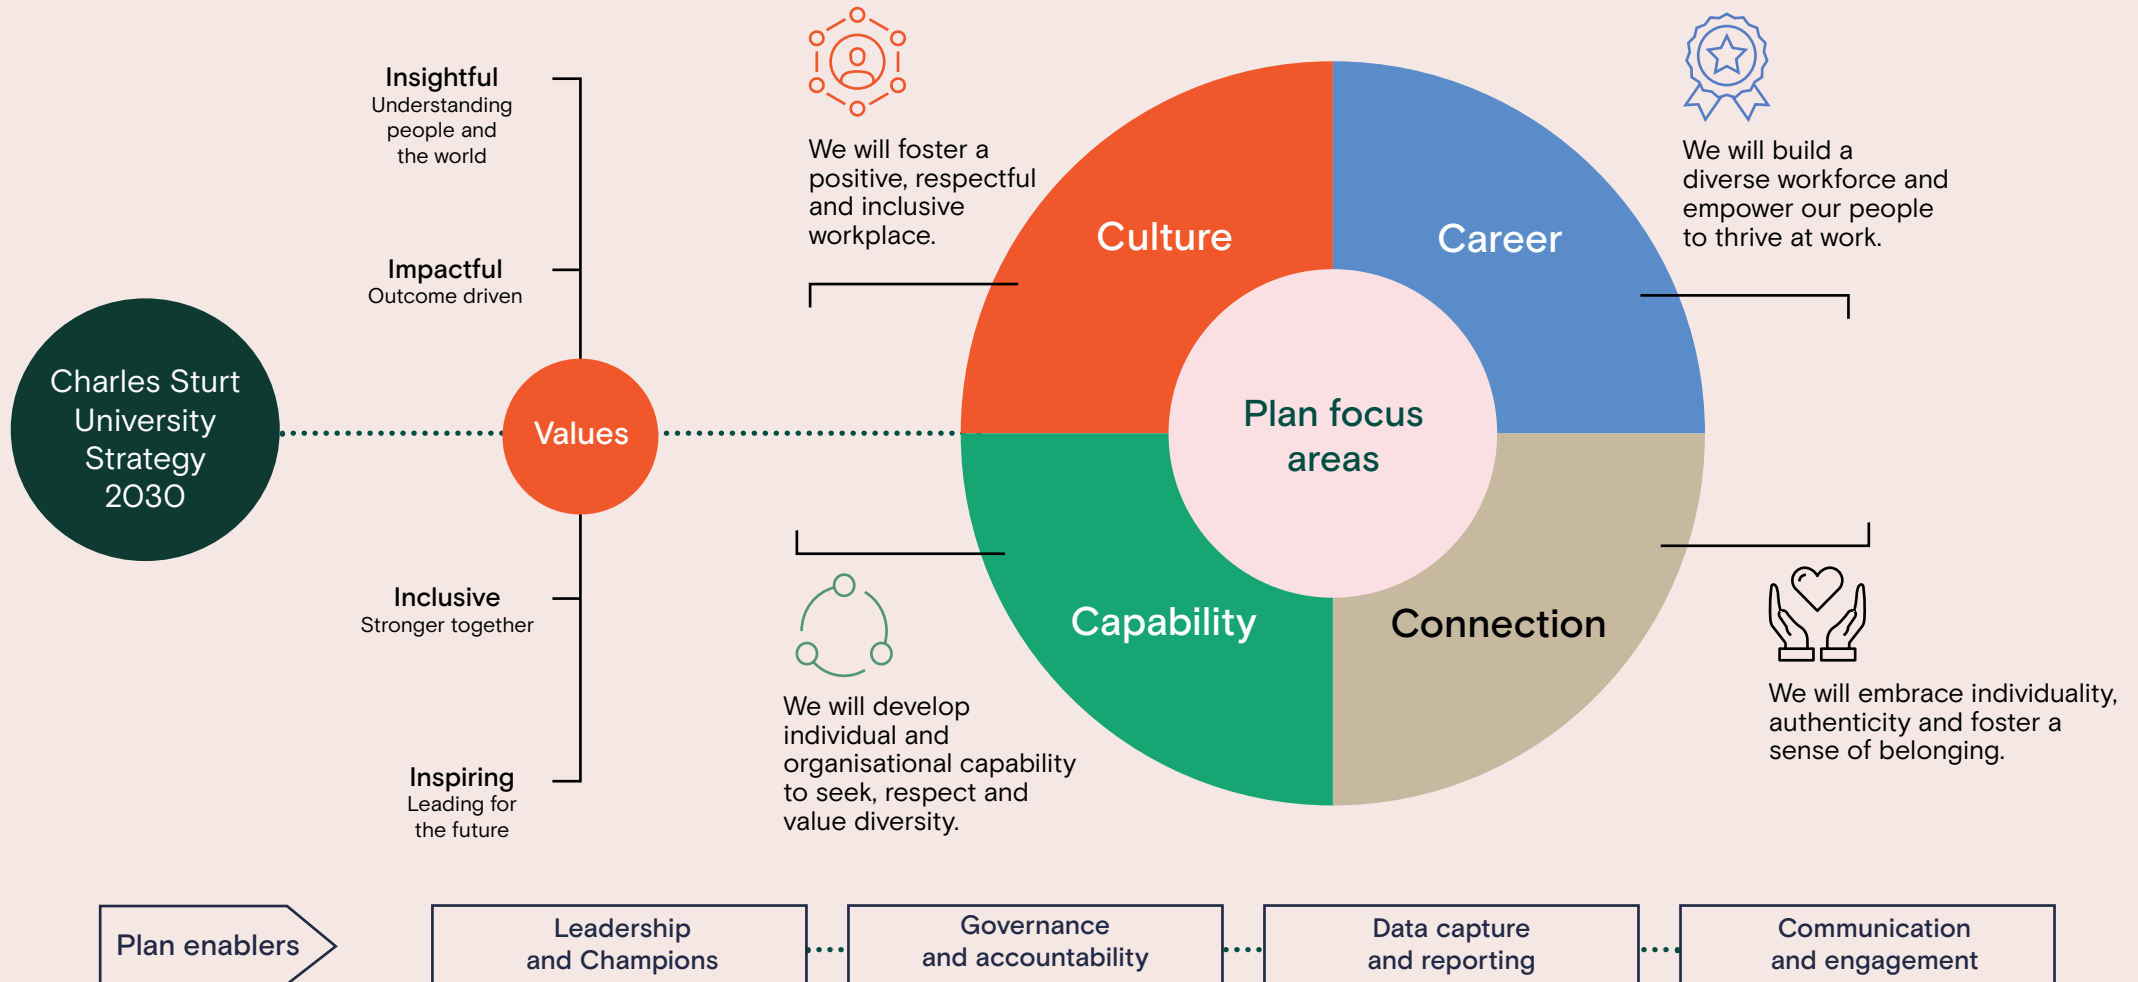 Charles Sturt
University
Strategy
2030
Values
Insightful
Understanding
people and
the world
Impactful
Outcome driven
Inclusive
Stronger together
Inspiring
Leading for
the future
Plan focus
areas
Culture
We will foster a
positive, respectful
and inclusive
workplace.
Career
We will build a
diverse workforce and
empower our people
to thrive at work.
Capability
We will develop
individual and
organisational capability
to seek, respect and
value diversity.
Connection
We will embrace individuality,
authenticity and foster a
sense of belonging.
Plan enablers
Leadership
and Champions
Governance
and accountability
Data capture
and reporting
Communication
and engagement